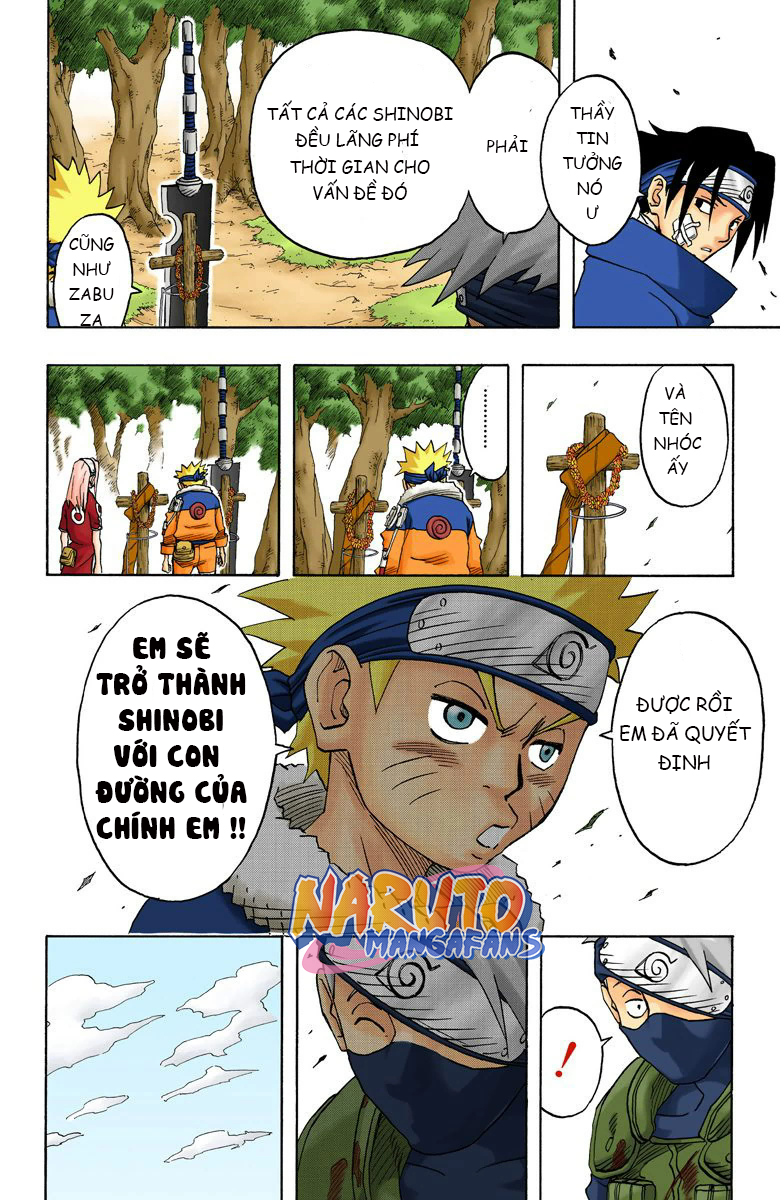 THẦY
TIN
TƯỞNG
NÓ
Ư
PHẢI
TẤT CẢ CÁC SHINOBI
ĐỀU LÃNG PHÍ
THỜI GIAN CHO
VẤN ĐỀ ĐÓ
CŨNG
NHƯ
ZABU
ZA
VÀ
TÊN
NHÓC
ẤY
..........
ĐƯỢC RỒI
EM ĐÃ QUYẾT
ĐỊNH
EM SẼ
TRỞ THÀNH
SHINOBI
VỚI CON
ĐƯỜNG CỦA
CHÍNH EM !!
NARUTO
MANGAFANS
!